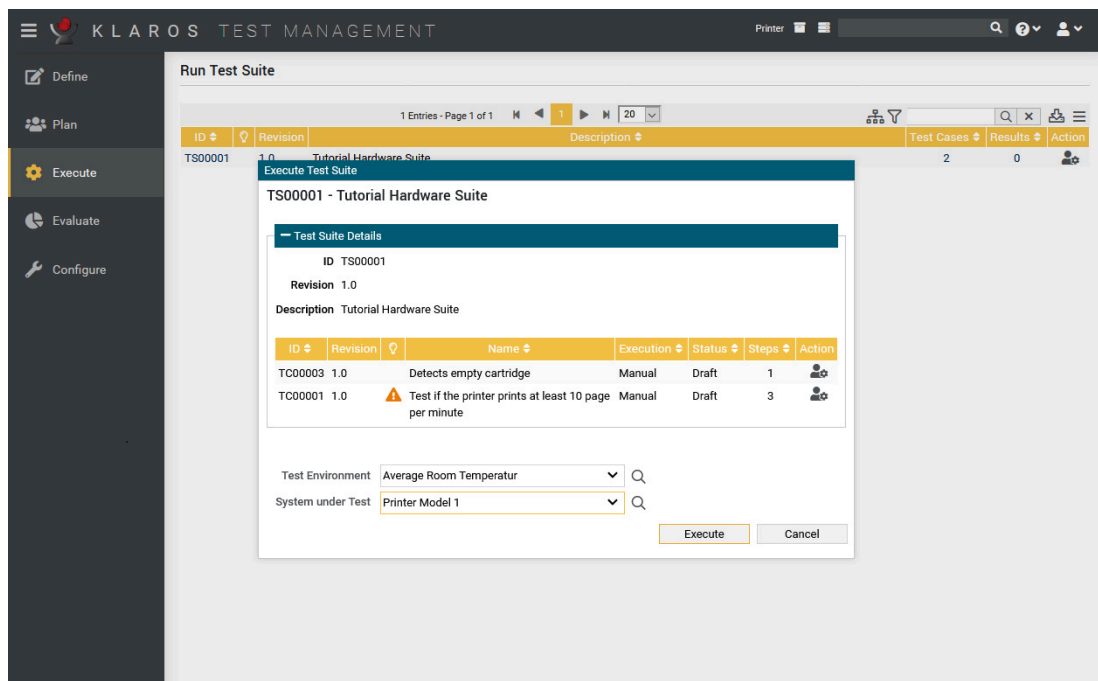 KLAROS TEST MANAGEMENT Printer
Define
Plan
Execute
Evaluate
Configure
Run Test Suite
1 Entries - Page 1 of 1 1 20
ID Revision Description Test Cases Results Action
TS00001 1.0 Tutorial Hardware Suite 2 0
Execute Test Suite
TS00001 - Tutorial Hardware Suite
Test Suite Details
ID TS00001
Revision 1.0
Description Tutorial Hardware Suite
ID Revision Name Execution Status Steps Action
TC00003 1.0 Detects empty cartridge Manual Draft 1
TC00001 1.0 Test if the printer prints at least 10 page Manual Draft 3
per minute
Test Environment Average Room Temperatur
System under Test Printer Model 1
Execute Cancel